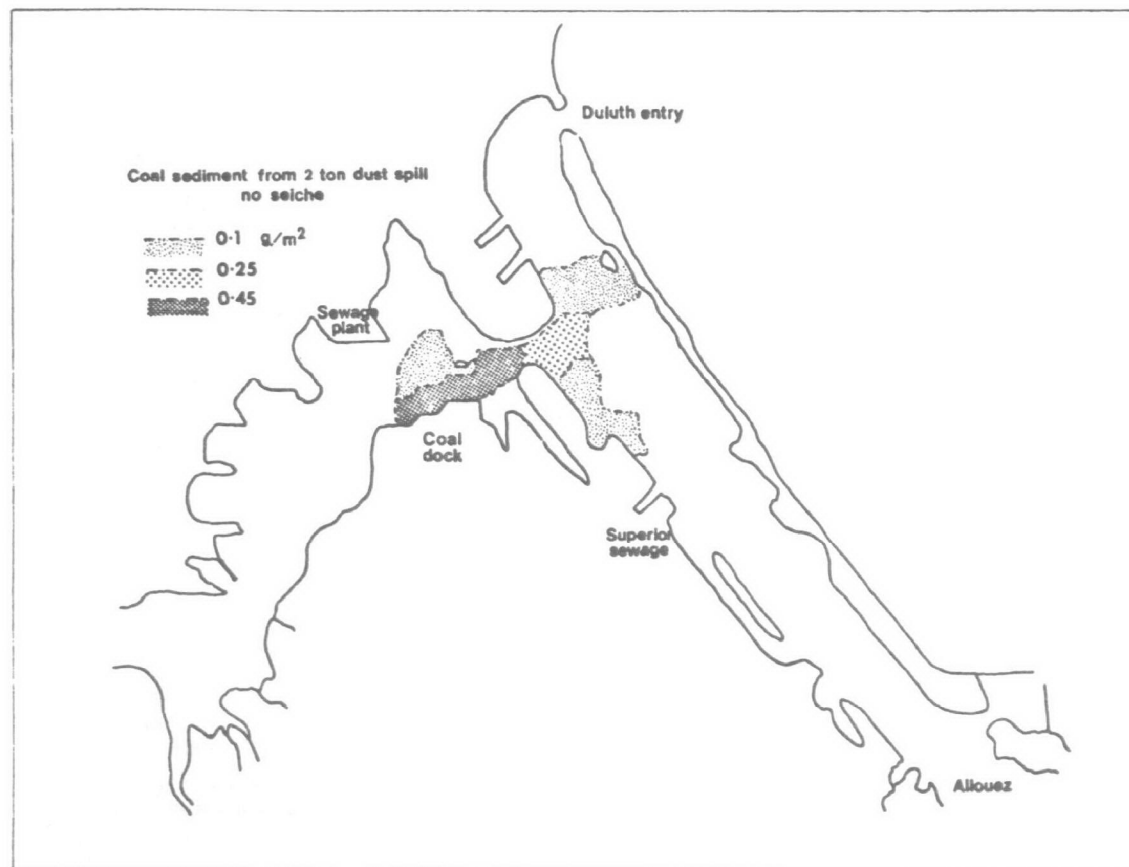 Duluth entry
Coal sediment from 2 ton dust spill
no seiche
0·1 g/m²
0·25
0·45
Sewage
plant
Coal
dock
Superior
sewage
Allouez